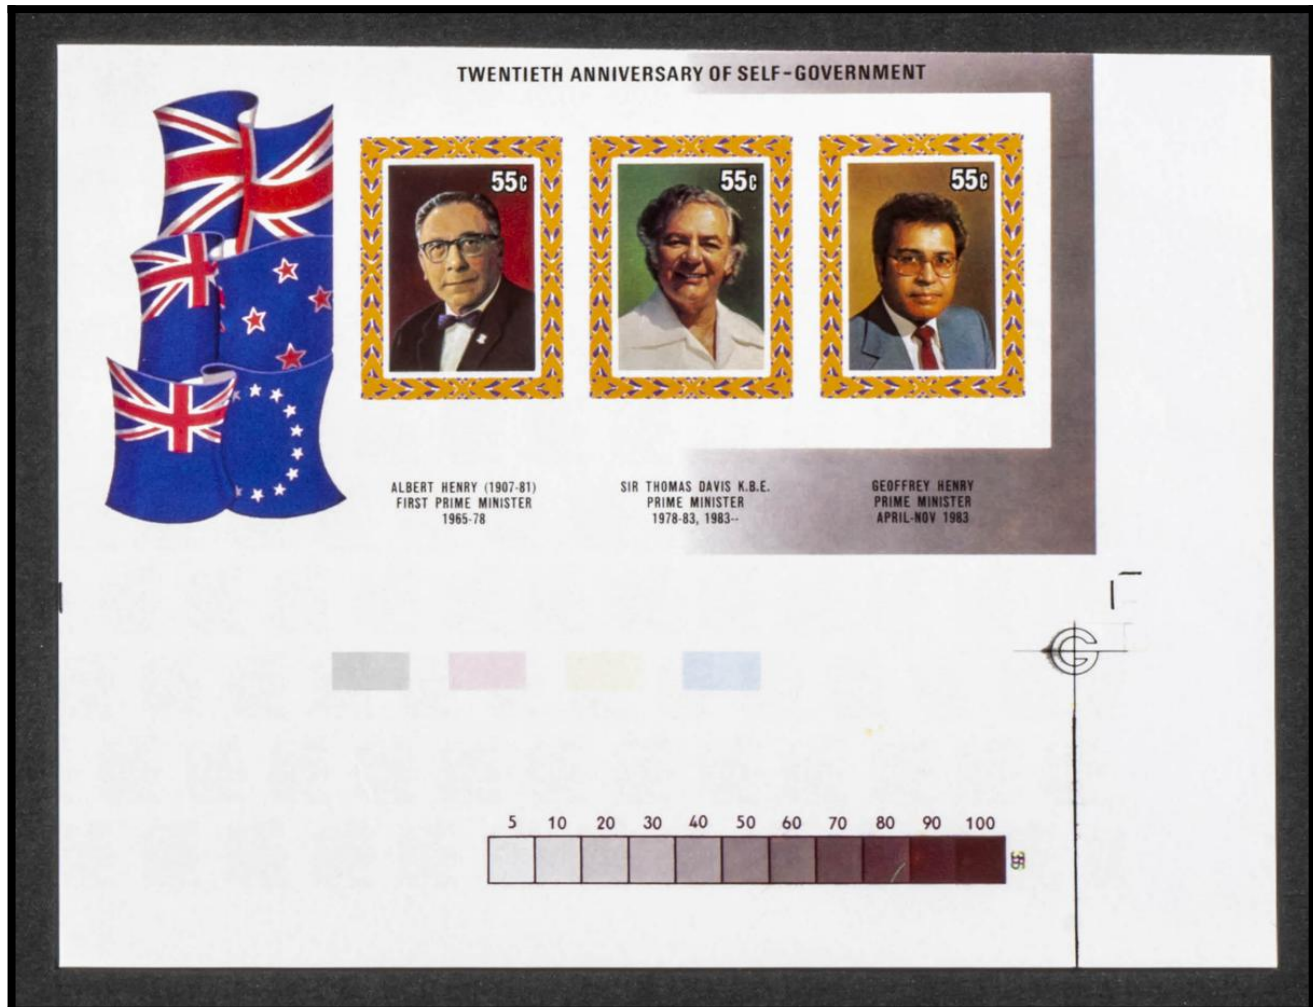 TWENTIETH ANNIVERSARY OF SELF-GOVERNMENT
55c
55c
55c
ALBERT HENRY (1907-81)
FIRST PRIME MINISTER
1965-78
SIR THOMAS DAVIS K.B.E.
PRIME MINISTER
1978-83, 1983--
GEOFFREY HENRY
PRIME MINISTER
APRIL-NOV 1983
5 10 20 30 40 50 60 70 80 90 100